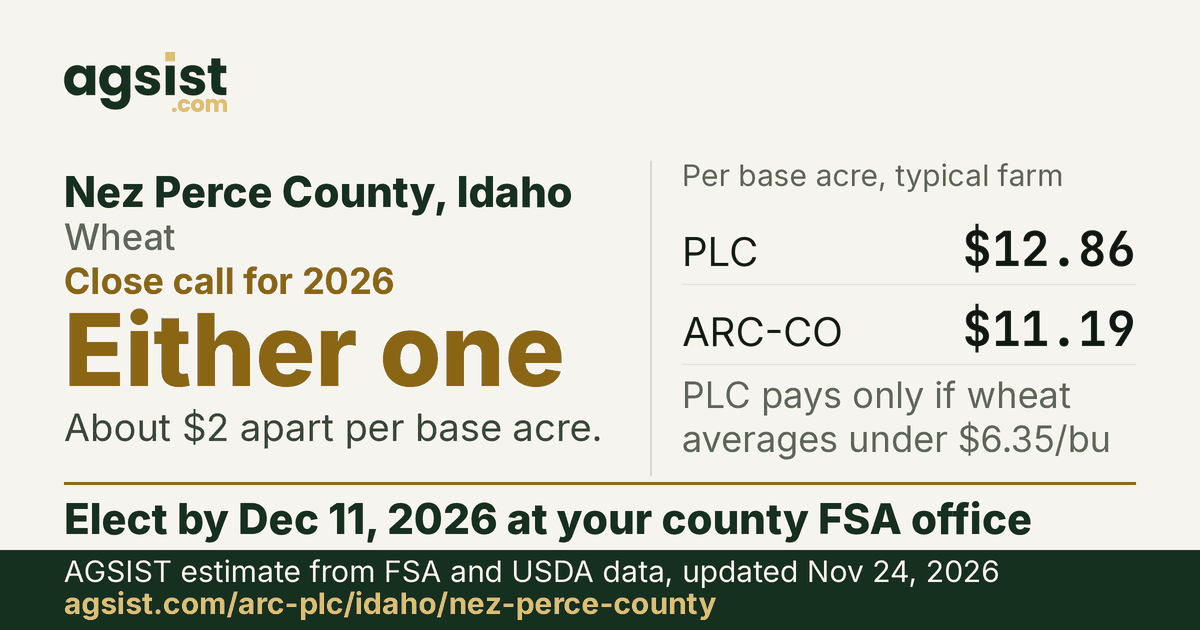 agsist
.com
Nez Perce County, Idaho
Wheat
Close call for 2026
Either one
About $2 apart per base acre.
Per base acre, typical farm
PLC $12.86
ARC-CO $11.19
PLC pays only if wheat
averages under $6.35/bu
Elect by Dec 11, 2026 at your county FSA office
AGSIST estimate from FSA and USDA data, updated Nov 24, 2026
agsist.com/arc-plc/idaho/nez-perce-county